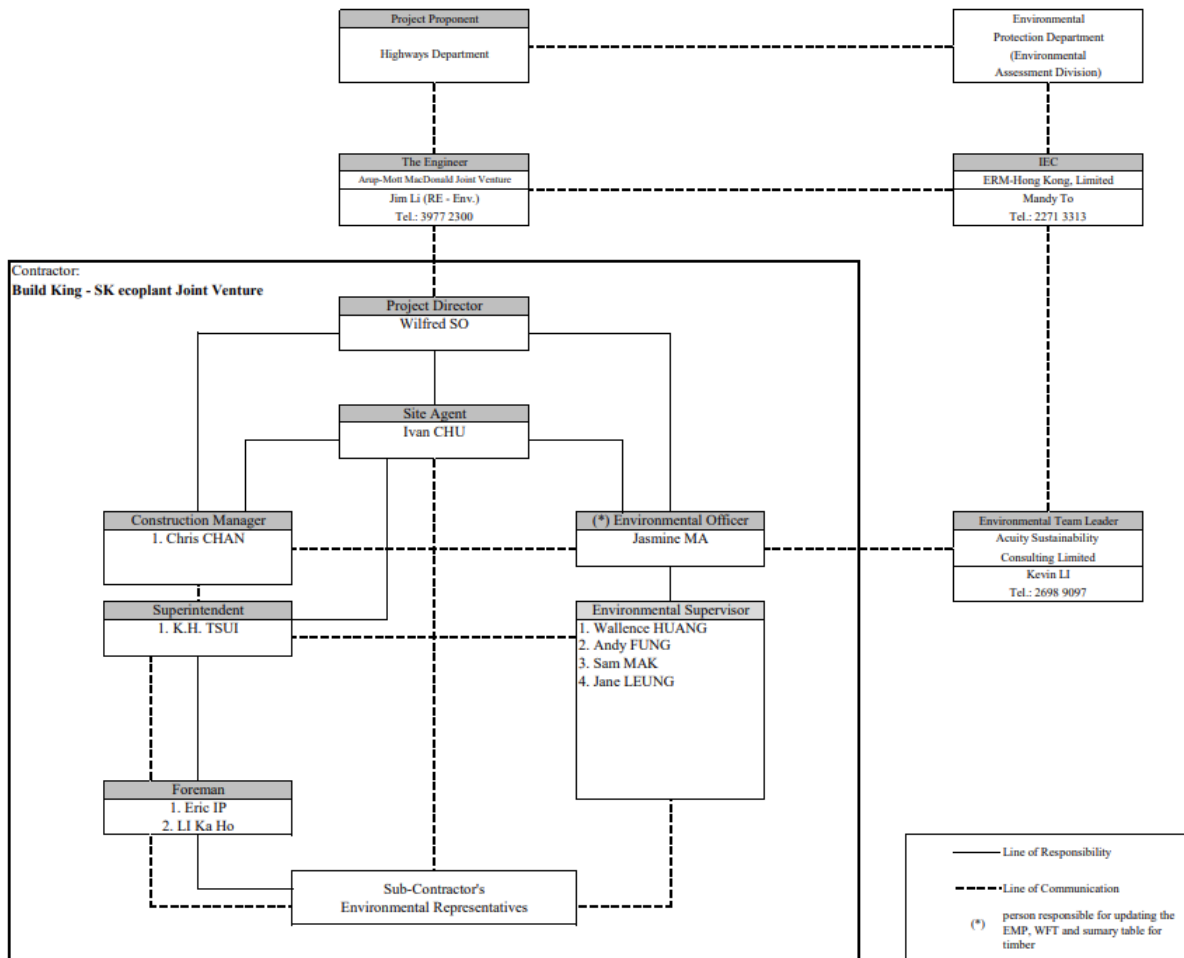 Project Proponent
Highways Department
Environmental
Protection Department
(Environmental
Assessment Division)
The Engineer
Arup-Mott MacDonald Joint Venture
Jim Li (RE - Env.)
Tel.: 3977 2300
IEC
ERM-Hong Kong, Limited
Mandy To
Tel.: 2271 3313
Contractor:
Build King - SK ecoplant Joint Venture
Project Director
Wilfred SO
Site Agent
Ivan CHU
Construction Manager
1. Chris CHAN
(*) Environmental Officer
Jasmine MA
Environmental Team Leader
Acuity Sustainability
Consulting Limited
Kevin LI
Tel.: 2698 9097
Superintendent
1. K.H. TSUI
Environmental Supervisor
1. Wallence HUANG
2. Andy FUNG
3. Sam MAK
4. Jane LEUNG
Foreman
1. Eric IP
2. LI Ka Ho
Sub-Contractor's
Environmental Representatives
Line of Responsibility
Line of Communication
(*) person responsible for updating the
EMP, WFT and sumary table for
timber